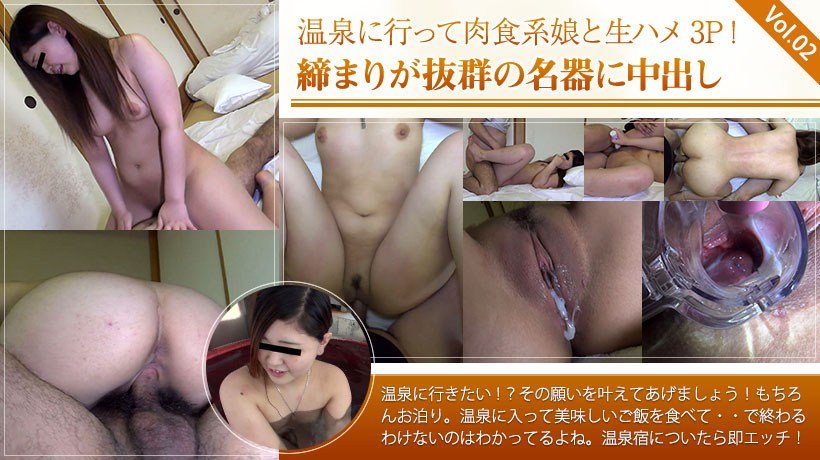 温泉に行って肉食系娘と生ハメ 3P！
締まりが抜群の名器に中出し
Vol.02
温泉に行きたい！？その願いを叶えてあげましょう！もちろ
んお泊り。温泉に入って美味しいご飯を食べて・・で終わる
わけないのはわかってるよね。温泉宿についたら即エッチ！